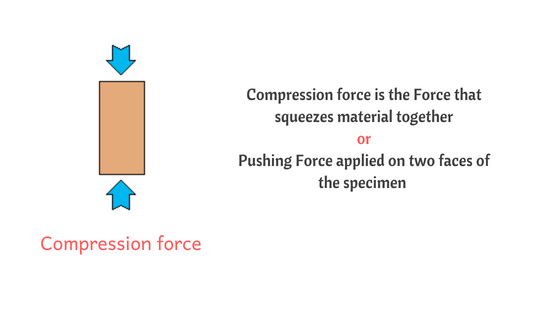 Compression force is the Force that
squeezes material together
or
Pushing Force applied on two faces of
the specimen
Compression force